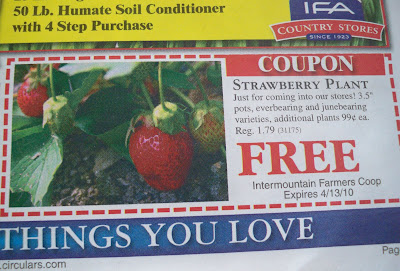 50 Lb. Humate Soil Conditioner
with 4 Step Purchase
IFA
COUNTRY STORES
SINCE 1923
COUPON
STRAWBERRY PLANT
Just for coming into our stores! 3.5"
pots, everbearing and junebearing
varieties, additional plants 99¢ ea.
Reg. 1.79 (31175)
FREE
Intermountain Farmers Coop
Expires 4/13/10
THINGS YOU LOVE
.circulars.com
Pag